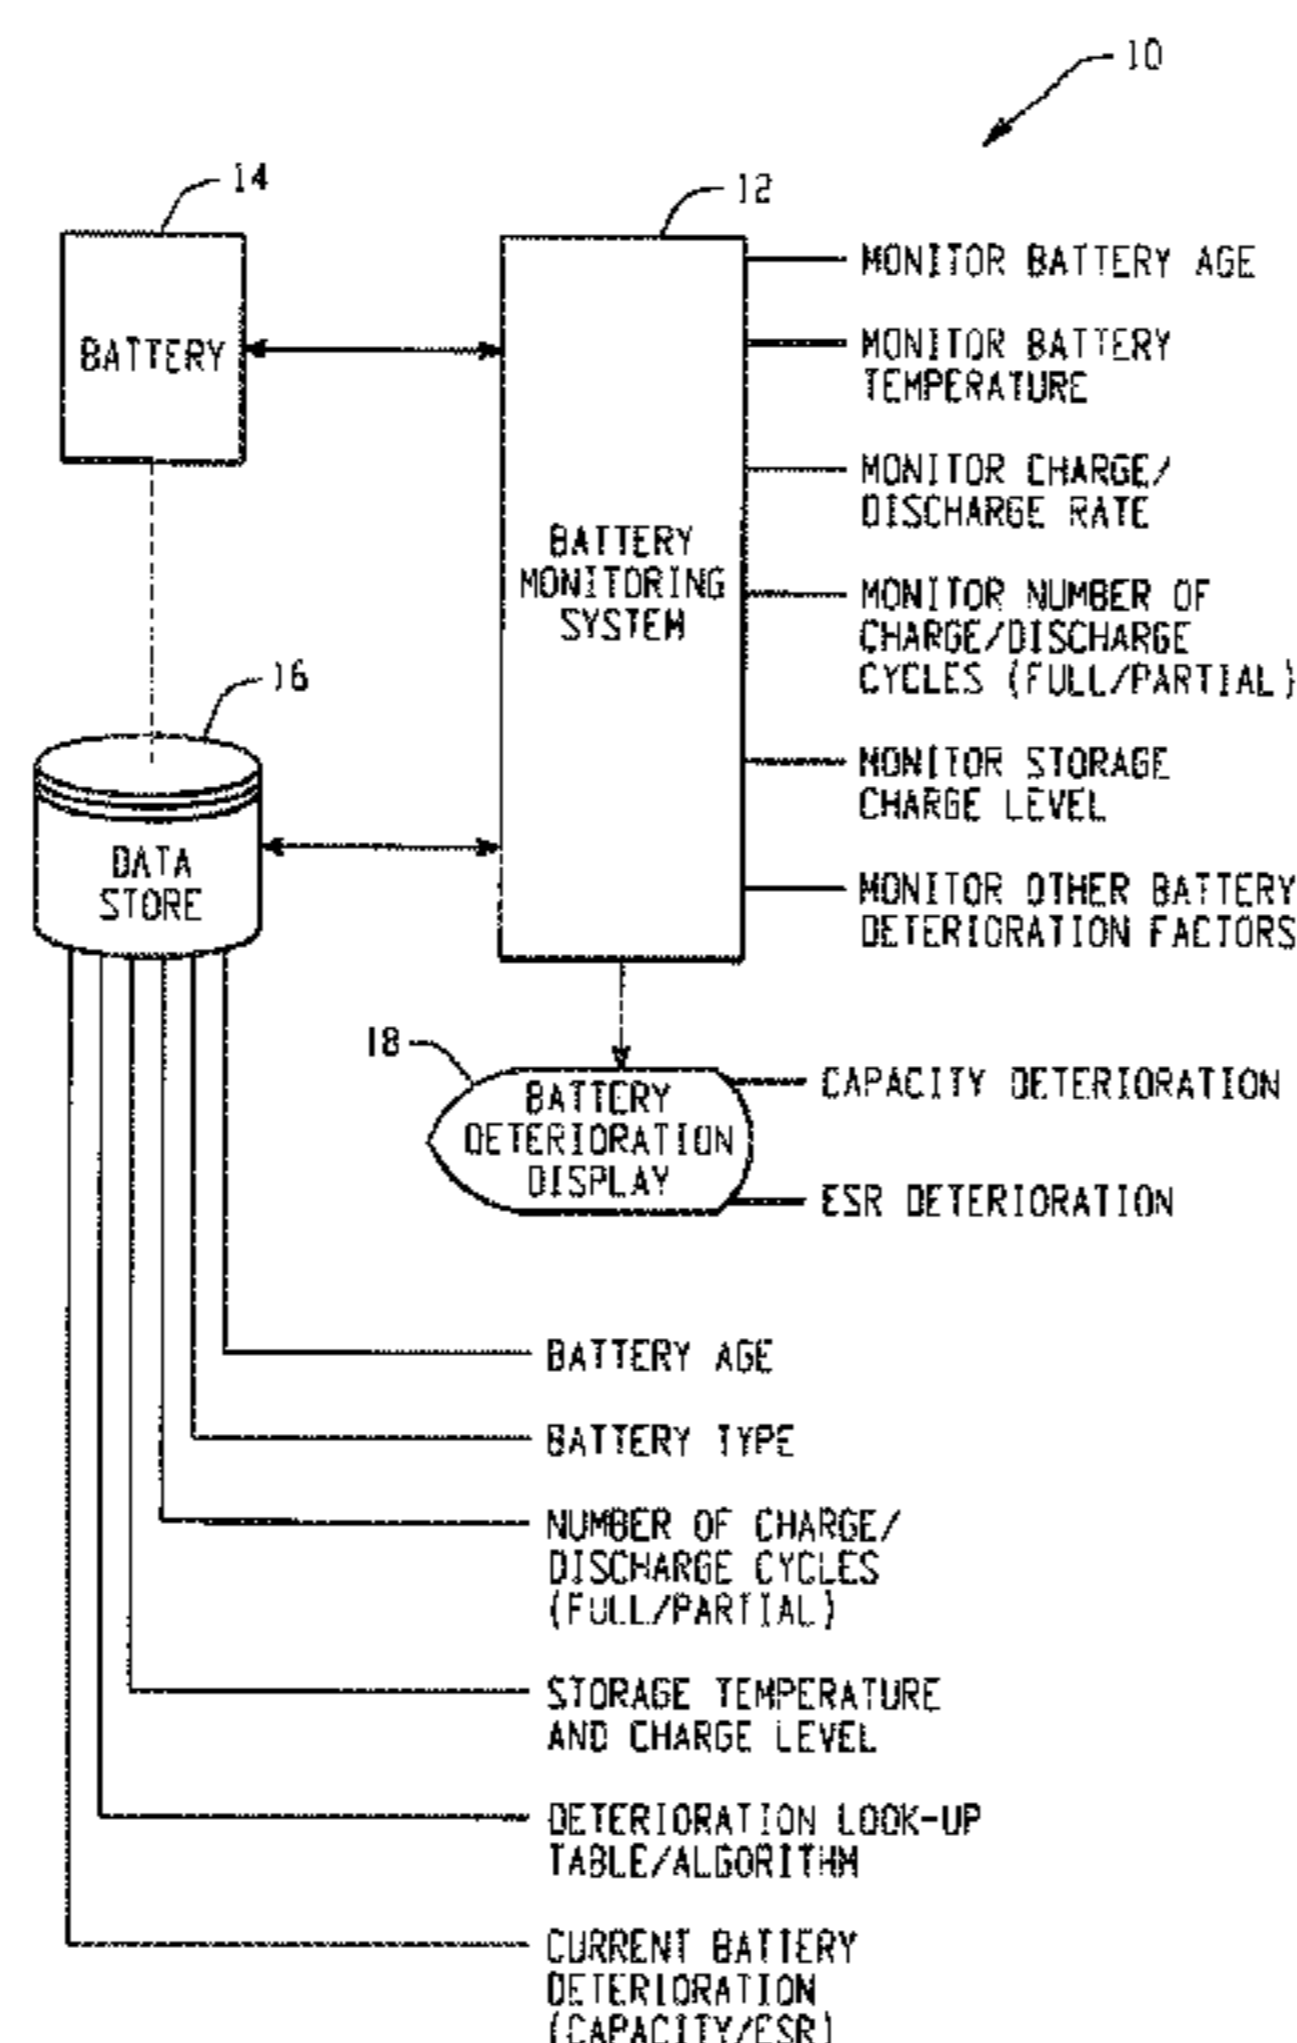 10
14
12
BATTERY
BATTERY
MONITORING
SYSTEM
MONITOR BATTERY AGE
MONITOR BATTERY
TEMPERATURE
MONITOR CHARGE/
DISCHARGE RATE
MONITOR NUMBER OF
CHARGE/DISCHARGE
CYCLES (FULL/PARTIAL)
MONITOR STORAGE
CHARGE LEVEL
MONITOR OTHER BATTERY
DETERIORATION FACTORS
16
DATA
STORE
18
BATTERY
DETERIORATION
DISPLAY
CAPACITY DETERIORATION
ESR DETERIORATION
BATTERY AGE
BATTERY TYPE
NUMBER OF CHARGE/
DISCHARGE CYCLES
(FULL/PARTIAL)
STORAGE TEMPERATURE
AND CHARGE LEVEL
DETERIORATION LOOK-UP
TABLE/ALGORITHM
CURRENT BATTERY
DETERIORATION
(CAPACITY/ESR)